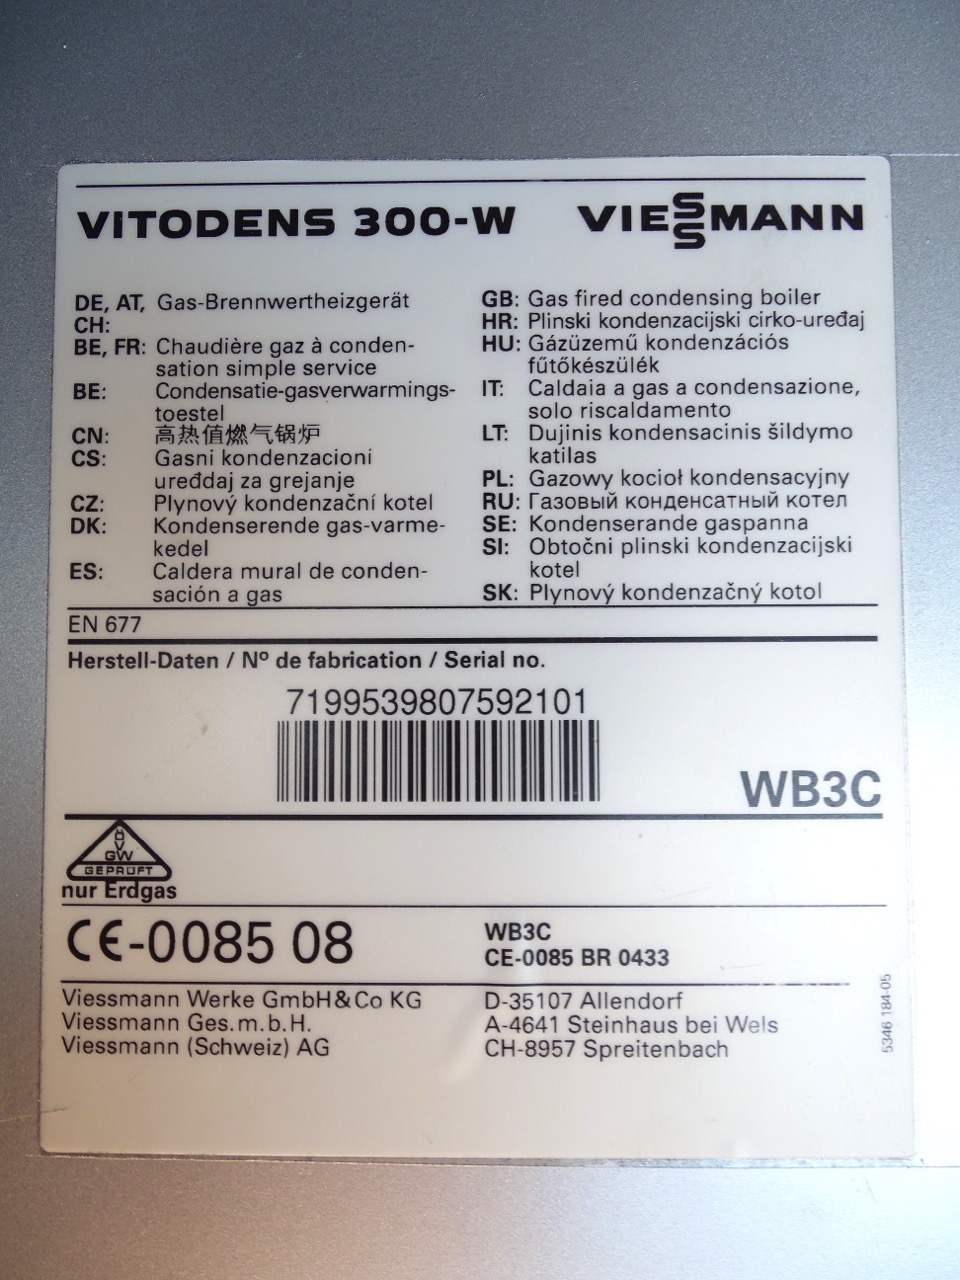 VITODENS 300-W
VIESSMANN
DE, AT, Gas-Brennwertheizgerät
CH:
BE, FR: Chaudière gaz à conden-
sation simple service
BE: Condensatie-gasverwarmings-
toestel
CN: 高热值燃气锅炉
CS: Gasni kondenzacioni
uređdaj za grejanje
CZ: Plynový kondenzační kotel
DK: Kondenserende gas-varme-
kedel
ES: Caldera mural de conden-
sación a gas
GB: Gas fired condensing boiler
HR: Plinski kondenzacijski cirko-uređaj
HU: Gázüzemű kondenzációs
fűtőkészülék
IT: Caldaia a gas a condensazione,
solo riscaldamento
LT: Dujinis kondensacinis šildymo
katilas
PL: Gazowy kocioł kondensacyjny
RU: Газовый конденсатный котел
SE: Kondenserande gaspanna
SI: Obtočni plinski kondenzacijski
kotel
SK: Plynový kondenzačný kotol
EN 677
Herstell-Daten / Nº de fabrication / Serial no.
7199539807592101
WB3C
ÖV
GW
GEPRÜFT
nur Erdgas
CE-0085 08
WB3C
CE-0085 BR 0433
Viessmann Werke GmbH&Co KG
Viessmann Ges.m.b.H.
Viessmann (Schweiz) AG
D-35107 Allendorf
A-4641 Steinhaus bei Wels
CH-8957 Spreitenbach
5346 184-05